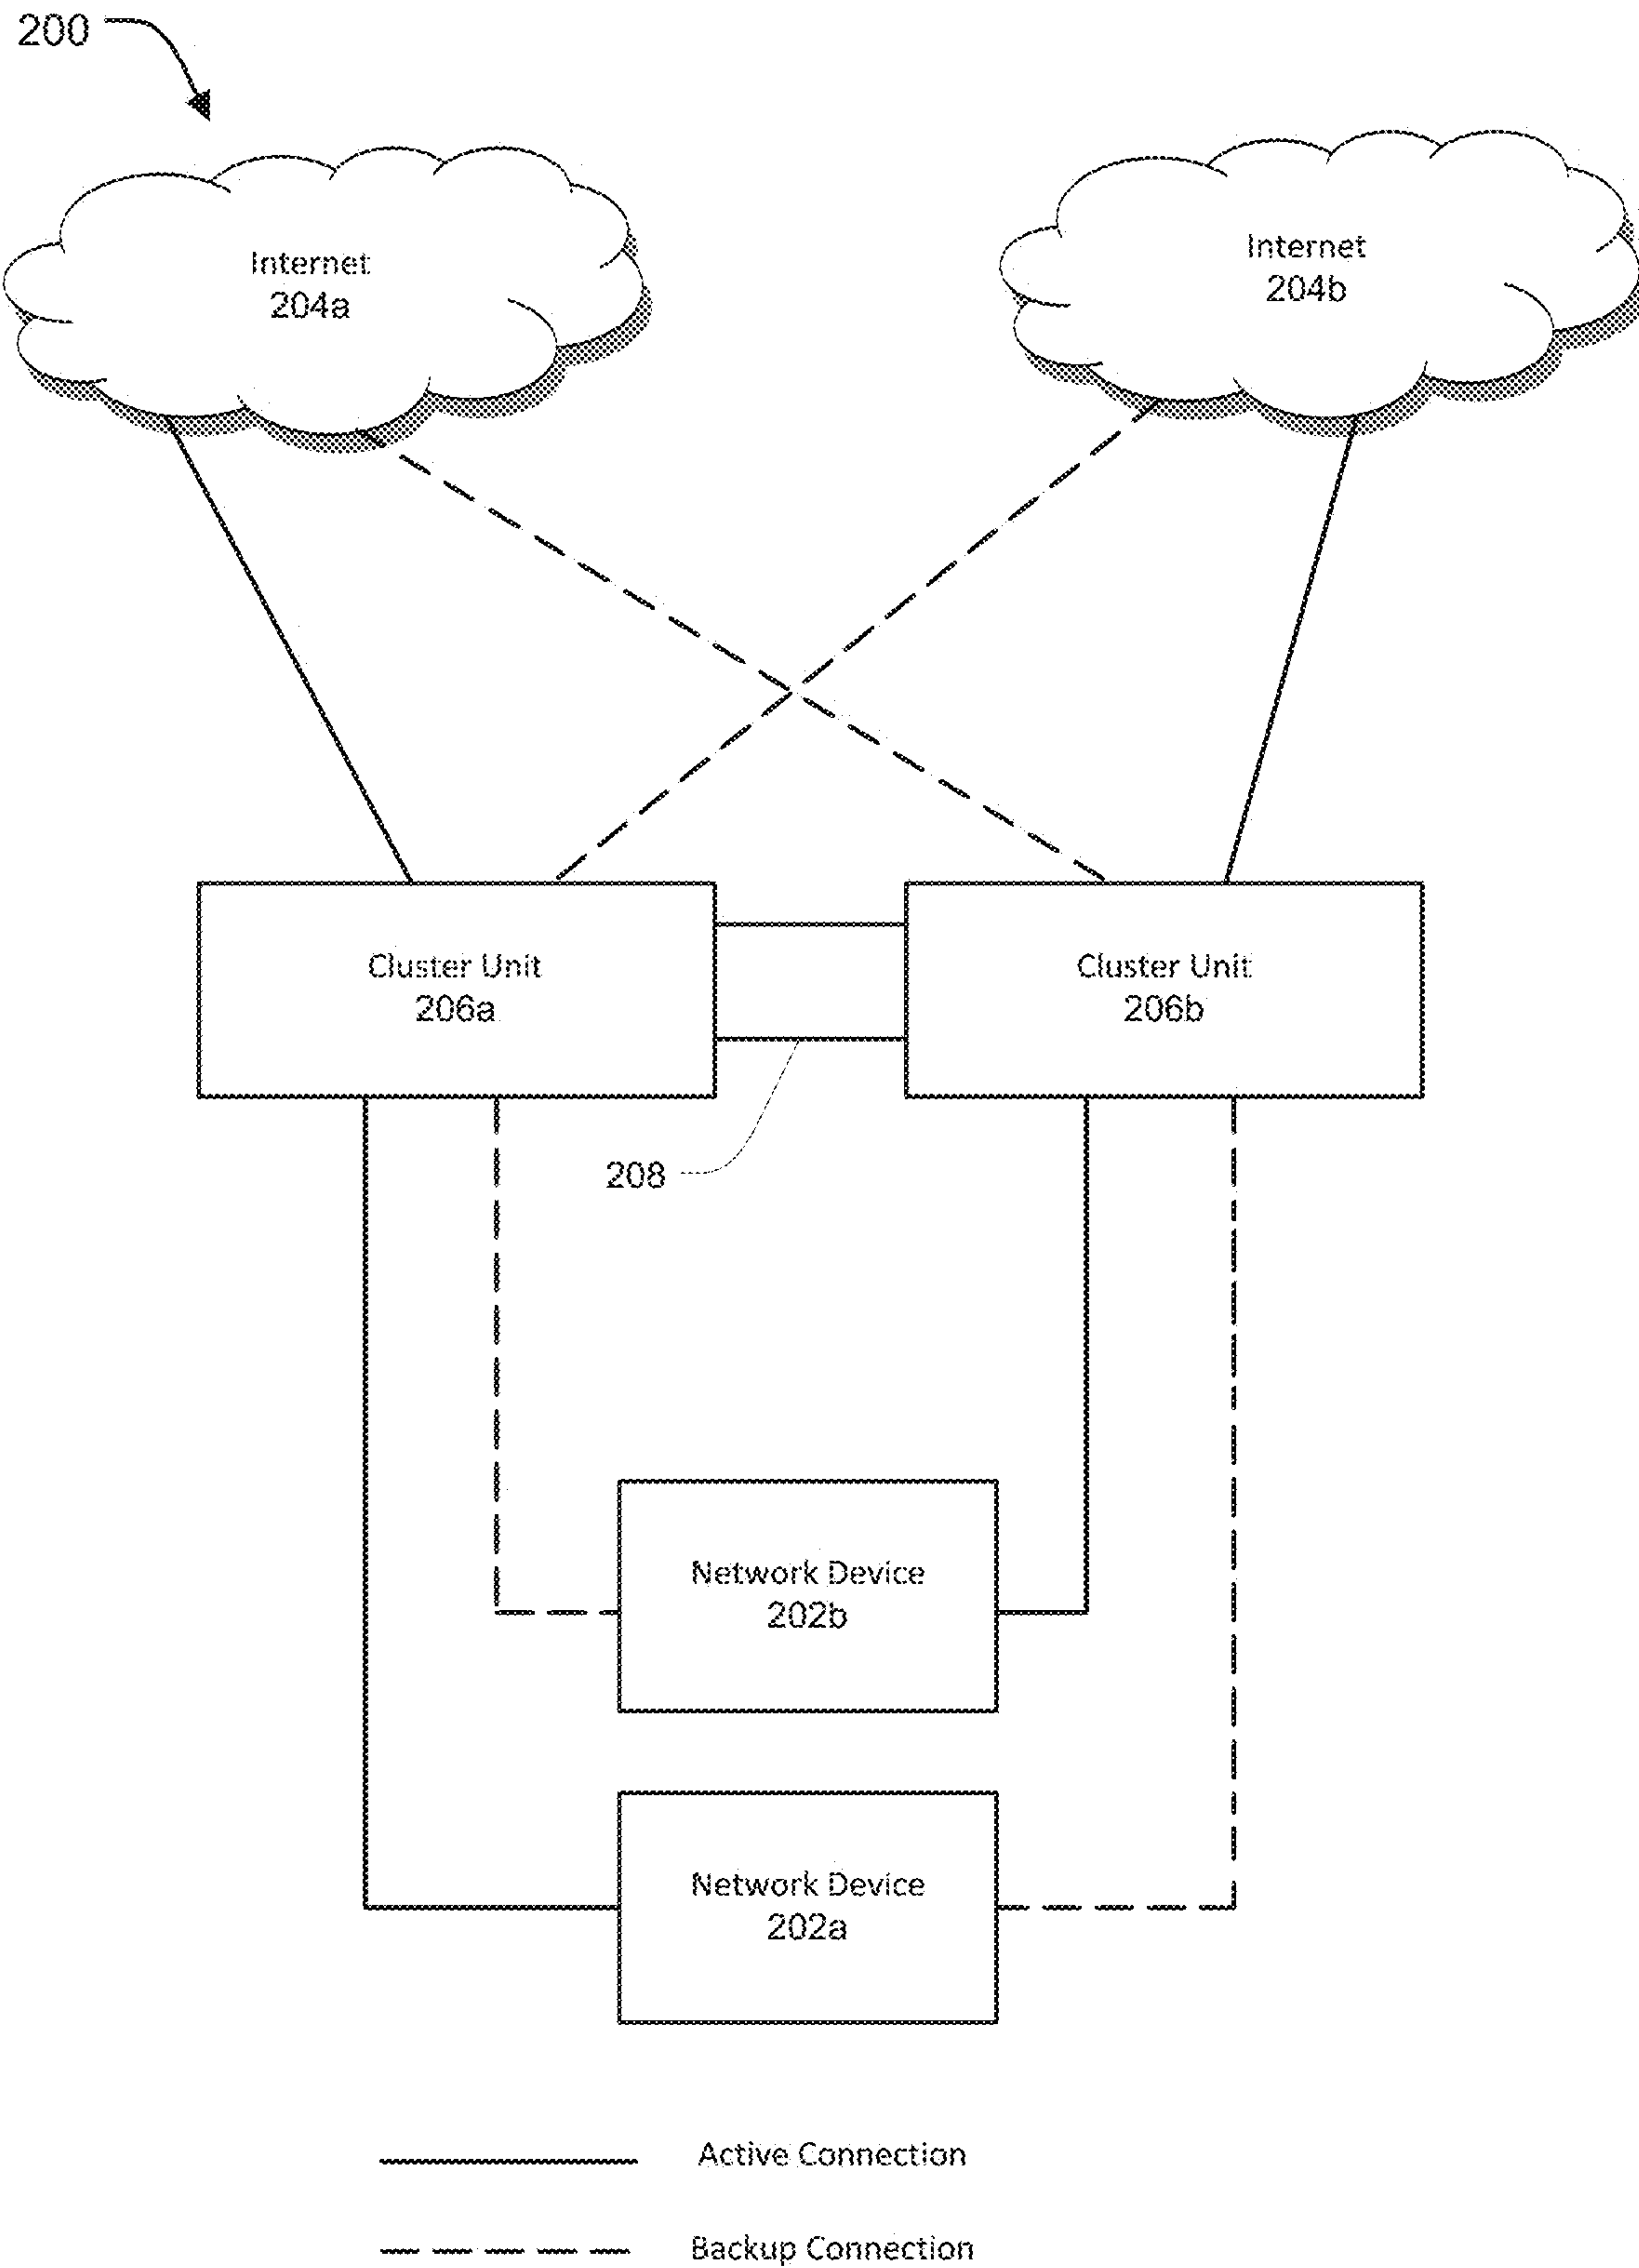 200
Internet
204a
Internet
204b
Cluster Unit
206a
Cluster Unit
206b
208
Network Device
202b
Network Device
202a
Active Connection
Backup Connection